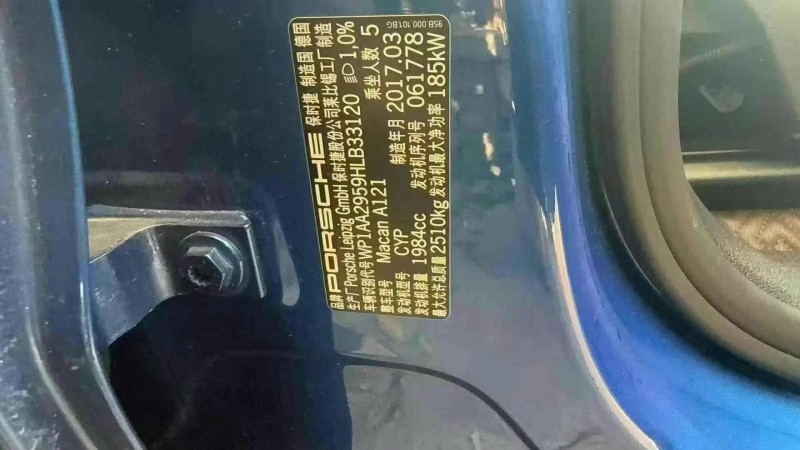 95B 000 101 BG
品牌 PORSCHE 保时捷 制造国 德国
生产厂 Porsche Leipzig GmbH 保时捷股份公司莱比锡工厂制造
车辆识别代号 WP1AA2959HLB33120 1,0%
整车型号 Macan A121 乘坐人数 5
发动机型号 CYP 制造年月 2017.03
发动机排量 1984cc 发动机序列号 061778
最大允许总质量 2510kg 发动机最大净功率 185kW